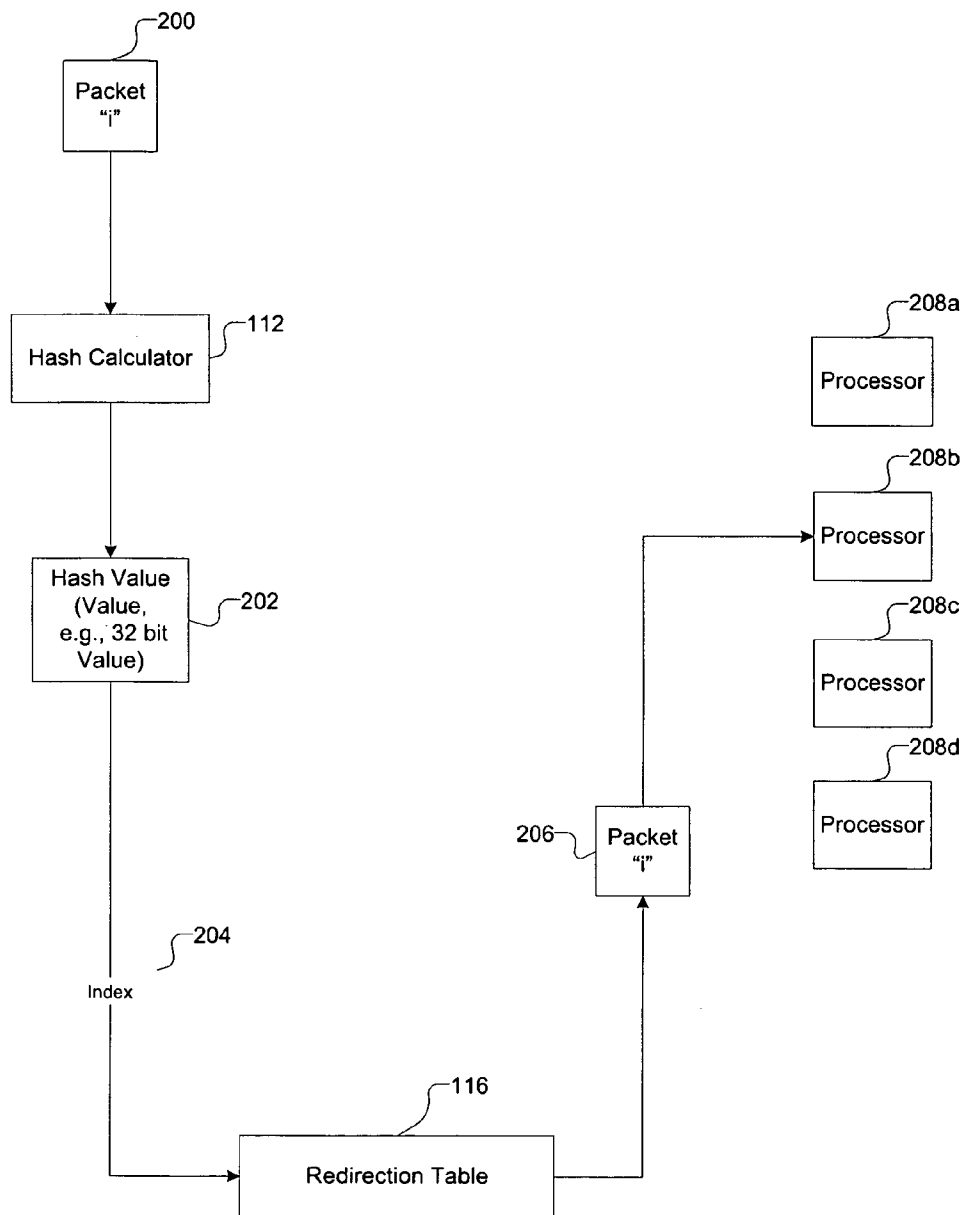 200
Packet
“i”
112
Hash Calculator
Hash Value
(Value,
e.g., 32 bit
Value)
202
204
Index
116
Redirection Table
206
Packet
“i”
208a
Processor
208b
Processor
208c
Processor
208d
Processor